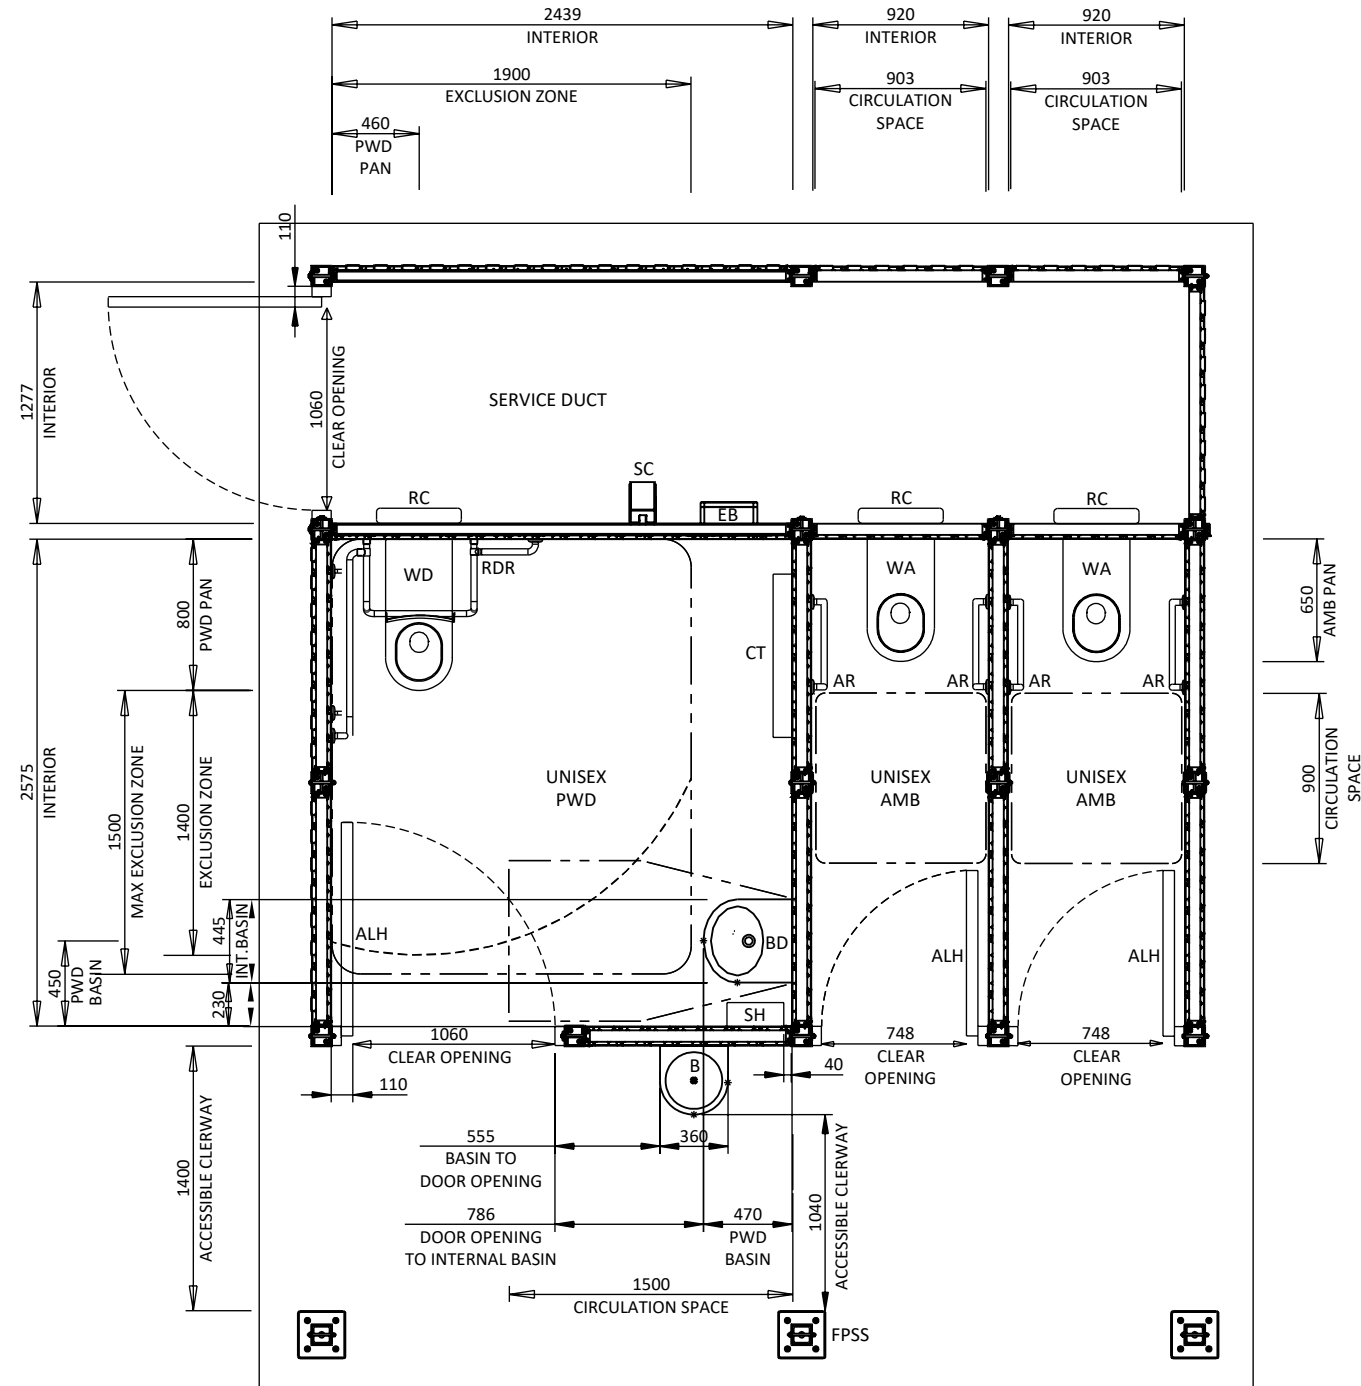 2439
INTERIOR
920
INTERIOR
920
INTERIOR
1900
EXCLUSION ZONE
903
CIRCULATION
SPACE
903
CIRCULATION
SPACE
460
PWD
PAN
110
1277
INTERIOR
1060
CLEAR OPENING
SERVICE DUCT
SC
RC
EB
RC
RC
WD
RDR
WA
WA
800
PWD PAN
650
AMB PAN
CT
AR
AR
AR
AR
2575
INTERIOR
1500
MAX EXCLUSION ZONE
1400
EXCLUSION ZONE
UNISEX
PWD
UNISEX
AMB
UNISEX
AMB
900
CIRCULATION
SPACE
445
INT.BASIN
450
PWD
BASIN
230
ALH
BD
ALH
ALH
SH
1060
CLEAR OPENING
748
CLEAR
OPENING
748
CLEAR
OPENING
B
40
110
555
BASIN TO
DOOR OPENING
360
1400
ACCESSIBLE CLERWAY
1040
ACCESSIBLE CLERWAY
786
DOOR OPENING
TO INTERNAL BASIN
470
PWD
BASIN
1500
CIRCULATION SPACE
FPSS